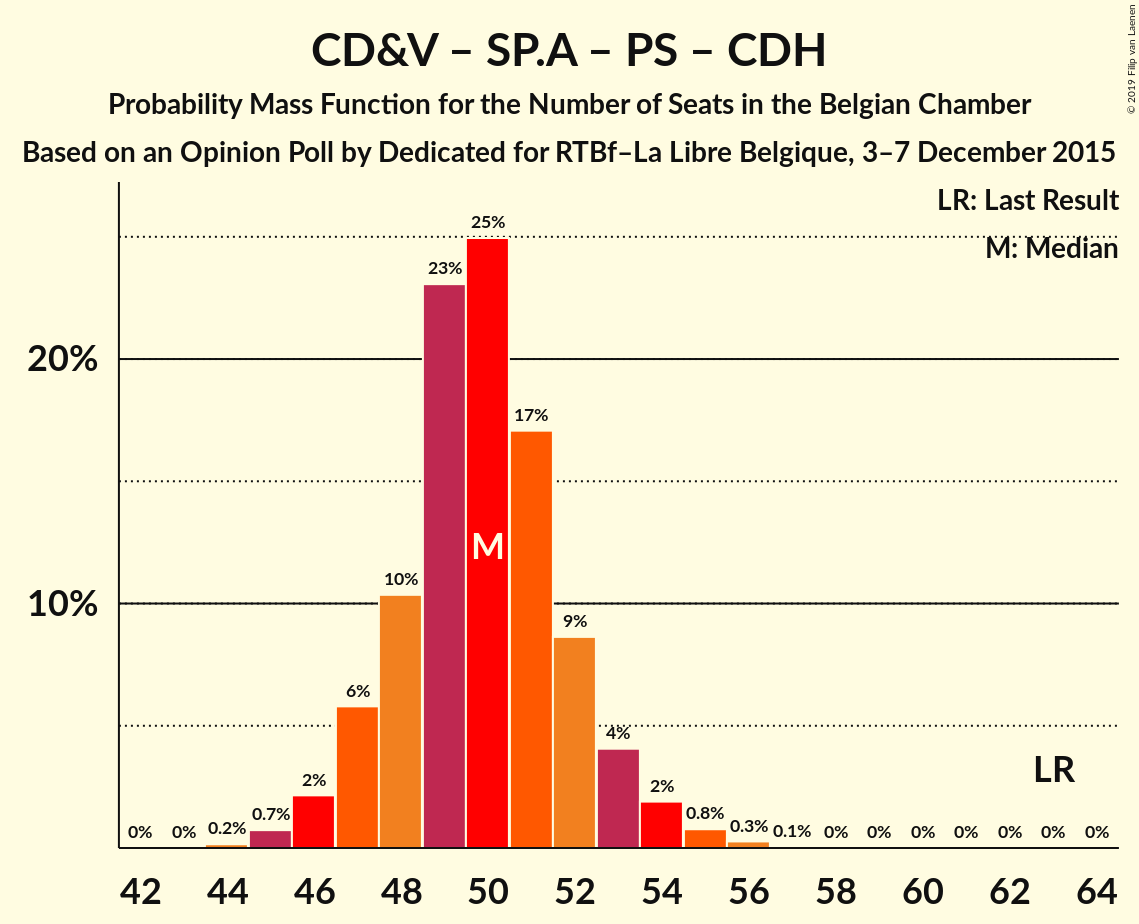 CD&V – SP.A – PS – CDH
Probability Mass Function for the Number of Seats in the Belgian Chamber
Based on an Opinion Poll by Dedicated for RTBf–La Libre Belgique, 3–7 December 2015
© 2019 Filip van Laenen
LR: Last Result
M: Median
25%
23%
20%
17%
M
10%
10%
9%
6%
4%
LR
2%
2%
0.7%
0.8%
0% 0% 0.2%
0.3% 0.1% 0% 0% 0% 0% 0% 0% 0%
42 44 46 48 50 52 54 56 58 60 62 64